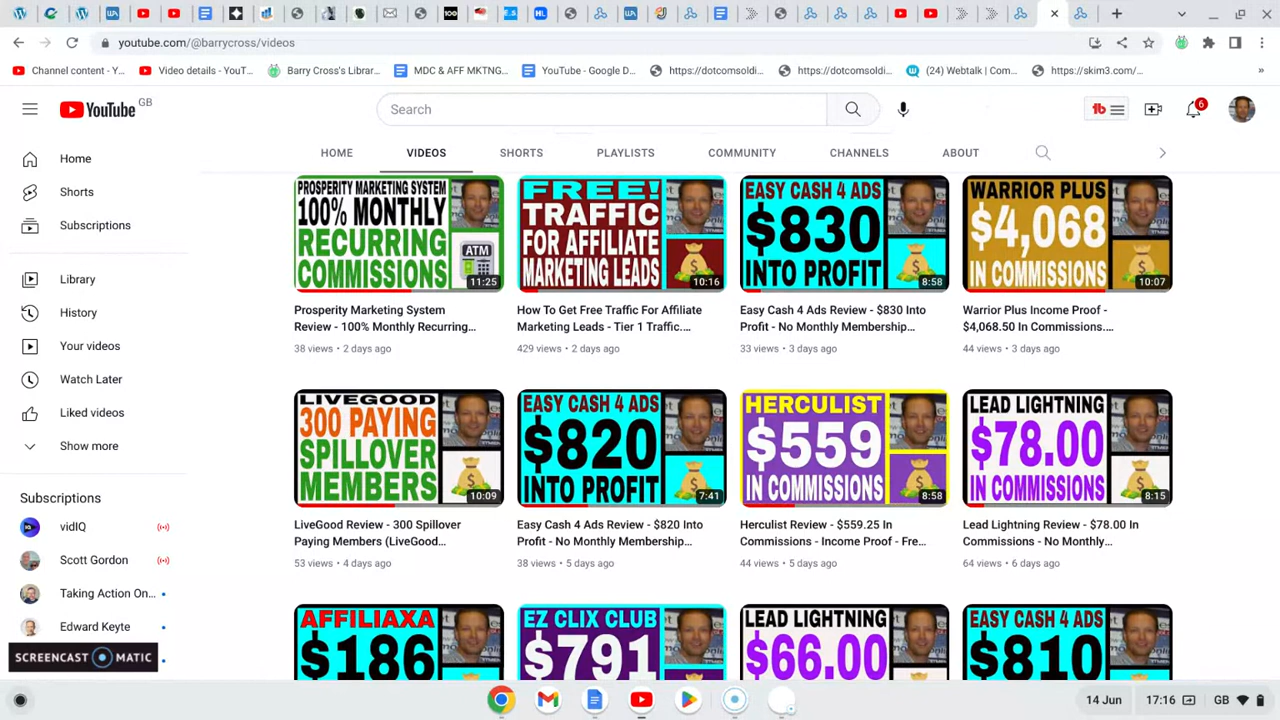 youtube.com/@barrycross/videos
Channel content - Y...
Video details - YouT...
Barry Cross's Librar...
MDC & AFF MKTNG...
YouTube - Google D...
https://dotcomsoldi...
https://dotcomsoldi...
(24) Webtalk | Com...
https://skim3.com/...
»
YouTube GB
Search
6
HOME
VIDEOS
SHORTS
PLAYLISTS
COMMUNITY
CHANNELS
ABOUT
Home
Shorts
Subscriptions
Library
History
Your videos
Watch Later
Liked videos
Show more
Subscriptions
vidIQ
Scott Gordon
Taking Action On...
Edward Keyte
SCREENCAST O MATIC
PROSPERITY MARKETING SYSTEM
100% MONTHLY
RECURRING
COMMISSIONS
ATM
11:25
Prosperity Marketing System
Review - 100% Monthly Recurring...
38 views • 2 days ago
FREE!
TRAFFIC
FOR AFFILIATE
MARKETING LEADS
10:16
How To Get Free Traffic For Affiliate
Marketing Leads - Tier 1 Traffic....
429 views • 2 days ago
EASY CASH 4 ADS
$830
INTO PROFIT
8:58
Easy Cash 4 Ads Review - $830 Into
Profit - No Monthly Membership...
33 views • 3 days ago
WARRIOR PLUS
$4,068
IN COMMISSIONS
10:07
Warrior Plus Income Proof -
$4,068.50 In Commissions....
44 views • 3 days ago
LIVEGOOD
300 PAYING
SPILLOVER
MEMBERS
10:09
LiveGood Review - 300 Spillover
Paying Members (LiveGood...
53 views • 4 days ago
EASY CASH 4 ADS
$820
INTO PROFIT
7:41
Easy Cash 4 Ads Review - $820 Into
Profit - No Monthly Membership...
38 views • 5 days ago
HERCULIST
$559
IN COMMISSIONS
8:58
Herculist Review - $559.25 In
Commissions - Income Proof - Fre...
44 views • 5 days ago
LEAD LIGHTNING
$78.00
IN COMMISSIONS
8:15
Lead Lightning Review - $78.00 In
Commissions - No Monthly...
64 views • 6 days ago
AFFILIAXA
$186
EZ CLIX CLUB
$791
LEAD LIGHTNING
$66.00
EASY CASH 4 ADS
$810
14 Jun
17:16
GB